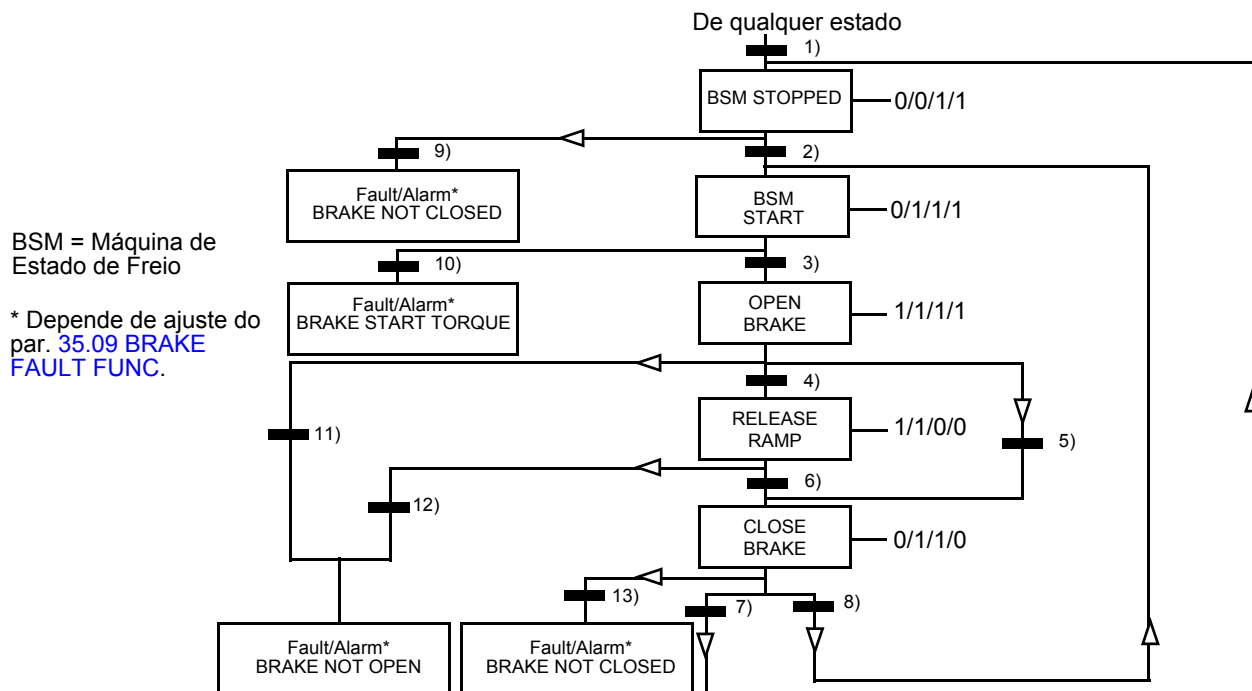 De qualquer estado
1)
BSM STOPPED
0/0/1/1
9)
2)
Fault/Alarm*
BRAKE NOT CLOSED
BSM
START
0/1/1/1
BSM = Máquina de
Estado de Freio
10)
3)
* Depende de ajuste do
par. 35.09 BRAKE
FAULT FUNC.
Fault/Alarm*
BRAKE START TORQUE
OPEN
BRAKE
1/1/1/1
4)
RELEASE
RAMP
1/1/0/0
11)
5)
6)
12)
CLOSE
BRAKE
0/1/1/0
13)
7)
8)
Fault/Alarm*
BRAKE NOT OPEN
Fault/Alarm*
BRAKE NOT CLOSED